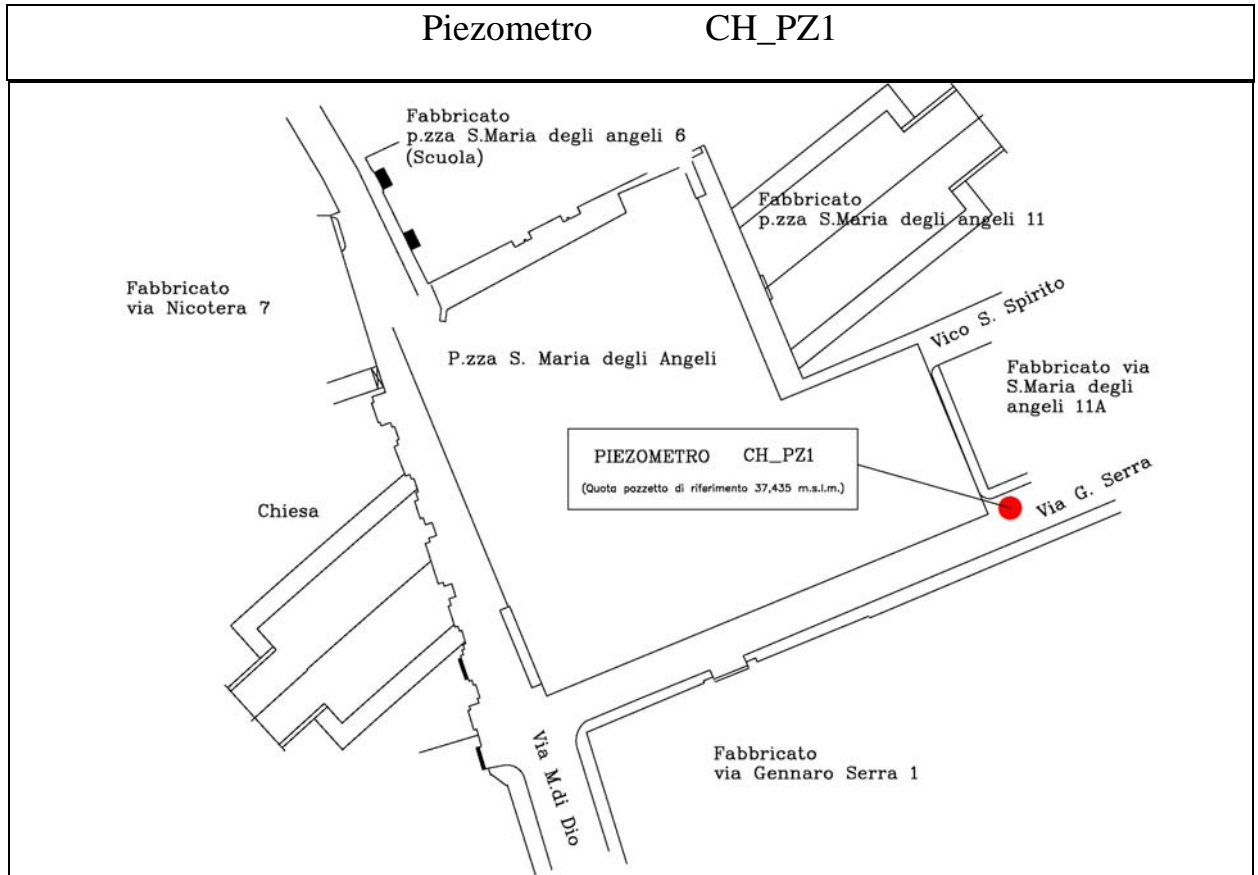 Piezometro CH_PZ1
Fabbricato
p.zza S.Maria degli angeli 6
(Scuola)
Fabbricato
p.zza S.Maria degli angeli 11
Fabbricato
via Nicotera 7
Vico S. Spirito
P.zza S. Maria degli Angeli
Fabbricato via
S.Maria degli
angeli 11A
PIEZOMETRO CH_PZ1
(Quota pozzetto di riferimento 37,435 m.s.l.m.)
Via G. Serra
Chiesa
Via M.di Dio
Fabbricato
via Gennaro Serra 1